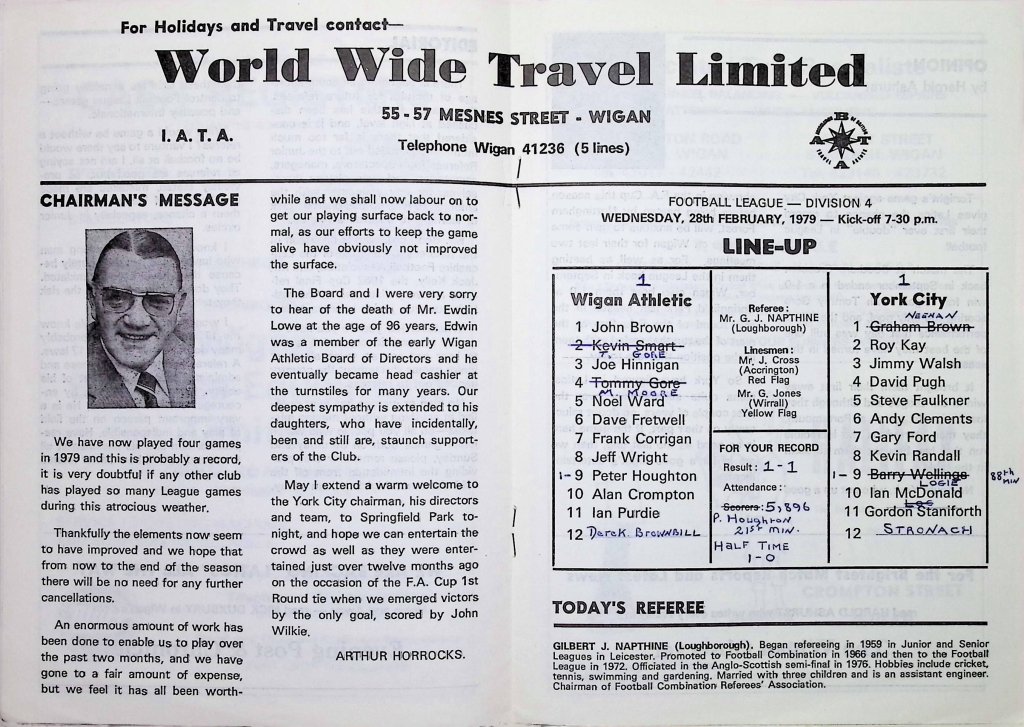 For Holidays and Travel contact—
World Wide Travel Limited
55-57 MESNES STREET - WIGAN
I. A. T. A.
Telephone Wigan 41236 (5 lines)
CHAIRMAN'S MESSAGE
We have now played four games
in 1979 and this is probably a record,
it is very doubtful if any other club
has played so many League games
during this atrocious weather.
Thankfully the elements now seem
to have improved and we hope that
from now to the end of the season
there will be no need for any further
cancellations.
An enormous amount of work has
been done to enable us to play over
the past two months, and we have
gone to a fair amount of expense,
but we feel it has all been worth-
while and we shall now labour on to
get our playing surface back to nor-
mal, as our efforts to keep the game
alive have obviously not improved
the surface.
The Board and I were very sorry
to hear of the death of Mr. Ewdin
Lowe at the age of 96 years. Edwin
was a member of the early Wigan
Athletic Board of Directors and he
eventually became head cashier at
the turnstiles for many years. Our
deepest sympathy is extended to his
daughters, who have incidentally,
been and still are, staunch support-
ers of the Club.
May I extend a warm welcome to
the York City chairman, his directors
and team, to Springfield Park to-
night, and hope we can entertain the
crowd as well as they were enter-
tained just over twelve months ago
on the occasion of the F.A. Cup 1st
Round tie when we emerged victors
by the only goal, scored by John
Wilkie.
ARTHUR HORROCKS.
ABTA
FOOTBALL LEAGUE — DIVISION 4
WEDNESDAY, 28th FEBRUARY, 1979 — Kick-off 7-30 p.m.
LINE-UP
1
Wigan Athletic
1 John Brown
2 Kevin Smart
T. GORE
3 Joe Hinnigan
4 Tommy Gore
M. MOORE
5 Noel Ward
6 Dave Fretwell
7 Frank Corrigan
8 Jeff Wright
1- 9 Peter Houghton
10 Alan Crompton
11 Ian Purdie
12 Derek BROWNBILL
Referee:
Mr. G. J. NAPTHINE
(Loughborough)
Linesmen:
Mr. J. Cross
(Accrington)
Red Flag
Mr. G. Jones
(Wirrall)
Yellow Flag
FOR YOUR RECORD
Result: 1-1
Attendance:
Scorers: 5,896
P. HOUGHTON
21st MIN.
HALF TIME
1-0
1
York City
NEENAN
1 Graham Brown
2 Roy Kay
3 Jimmy Walsh
4 David Pugh
5 Steve Faulkner
6 Andy Clements
7 Gary Ford
8 Kevin Randall
1- 9 Barry Wellings 88th MIN
LOGIE
10 Ian McDonald
11 Gordon Staniforth
12 STRONACH
TODAY'S REFEREE
GILBERT J. NAPTHINE (Loughborough). Began refereeing in 1959 in Junior and Senior
Leagues in Leicester. Promoted to Football Combination in 1966 and then to the Football
League in 1972. Officiated in the Anglo-Scottish semi-final in 1976. Hobbies include cricket,
tennis, swimming and gardening. Married with three children and is an assistant engineer.
Chairman of Football Combination Referees' Association.